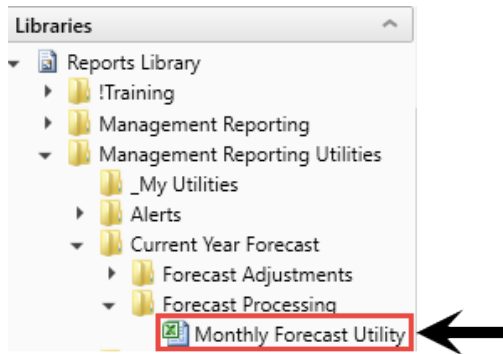 Libraries
Reports Library
!Training
Management Reporting
Management Reporting Utilities
_My Utilities
Alerts
Current Year Forecast
Forecast Adjustments
Forecast Processing
Monthly Forecast Utility